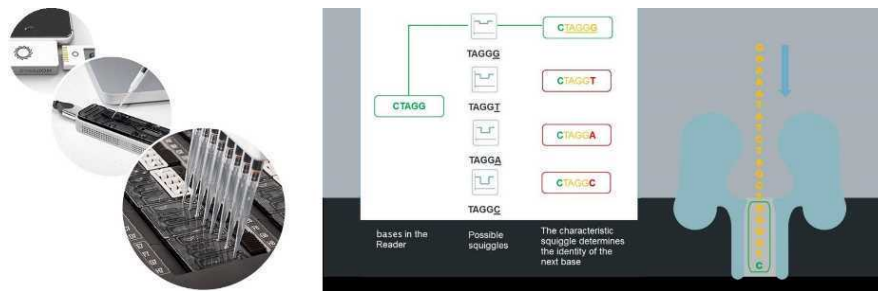 CTAGGG
TAGGG
CTAGGT
TAGGT
CTAGG
CTAGGA
TAGGA
CTAGGC
TAGGC
bases in the
Reader
Possible
squiggles
The characteristic
squiggle determines
the identity of the
next base
C